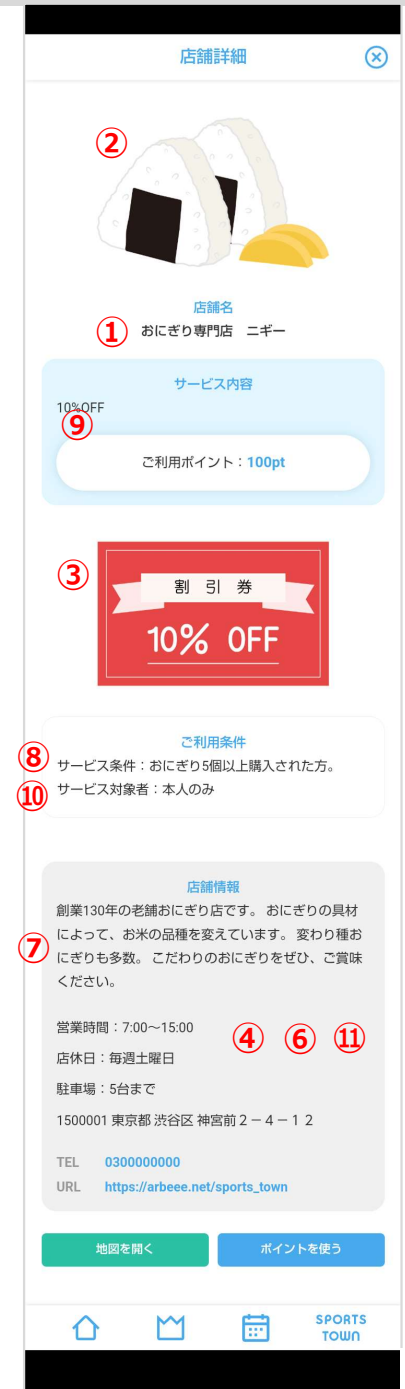 店舗詳細
②
店舗名
① おにぎり専門店 ニギー
サービス内容
10%OFF
⑨
ご利用ポイント：100pt
③
割引券
10% OFF
ご利用条件
⑧ サービス条件：おにぎり5個以上購入された方。
⑩ サービス対象者：本人のみ
店舗情報
創業130年の老舗おにぎり店です。 おにぎりの具材
によって、お米の品種を変えています。 変わり種お
⑦ にぎりも多数。 こだわりのおにぎりをぜひ、ご賞味
ください。
営業時間：7:00〜15:00
④ ⑥ ⑪
店休日：毎週土曜日
駐車場：5台まで
1500001 東京都 渋谷区 神宮前２－４－１２
TEL 0300000000
URL https://arbeee.net/sports_town
地図を開く ポイントを使う
SPORTS
TOWN